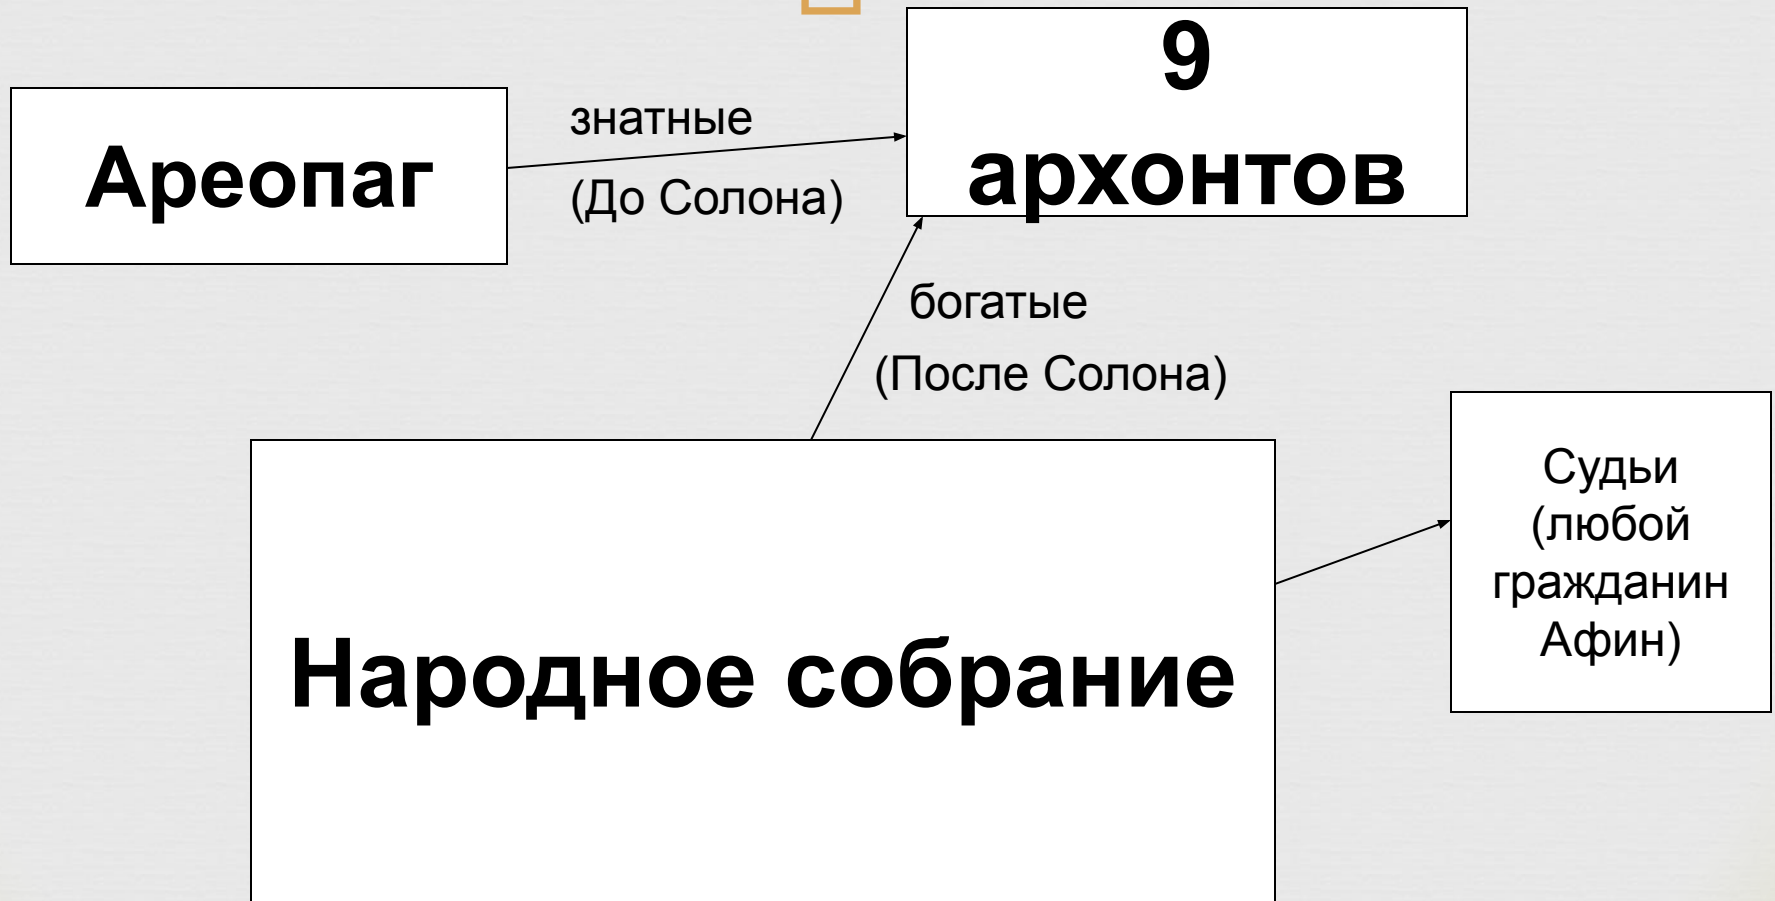 9
архонтов
Ареопаг
знатные
(До Солона)
богатые
(После Солона)
Народное собрание
Судьи
(любой
гражданин
Афин)